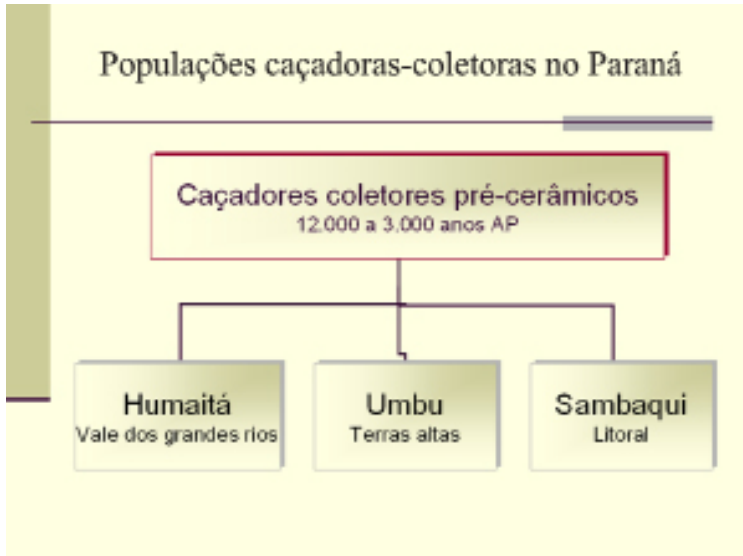 Populações caçadoras-coletoras no Paraná
Caçadores coletores pré-cerâmicos
12.000 a 3.000 anos AP
Humaitá
Vale dos grandes rios
Umbu
Terras altas
Sambaqui
Litoral